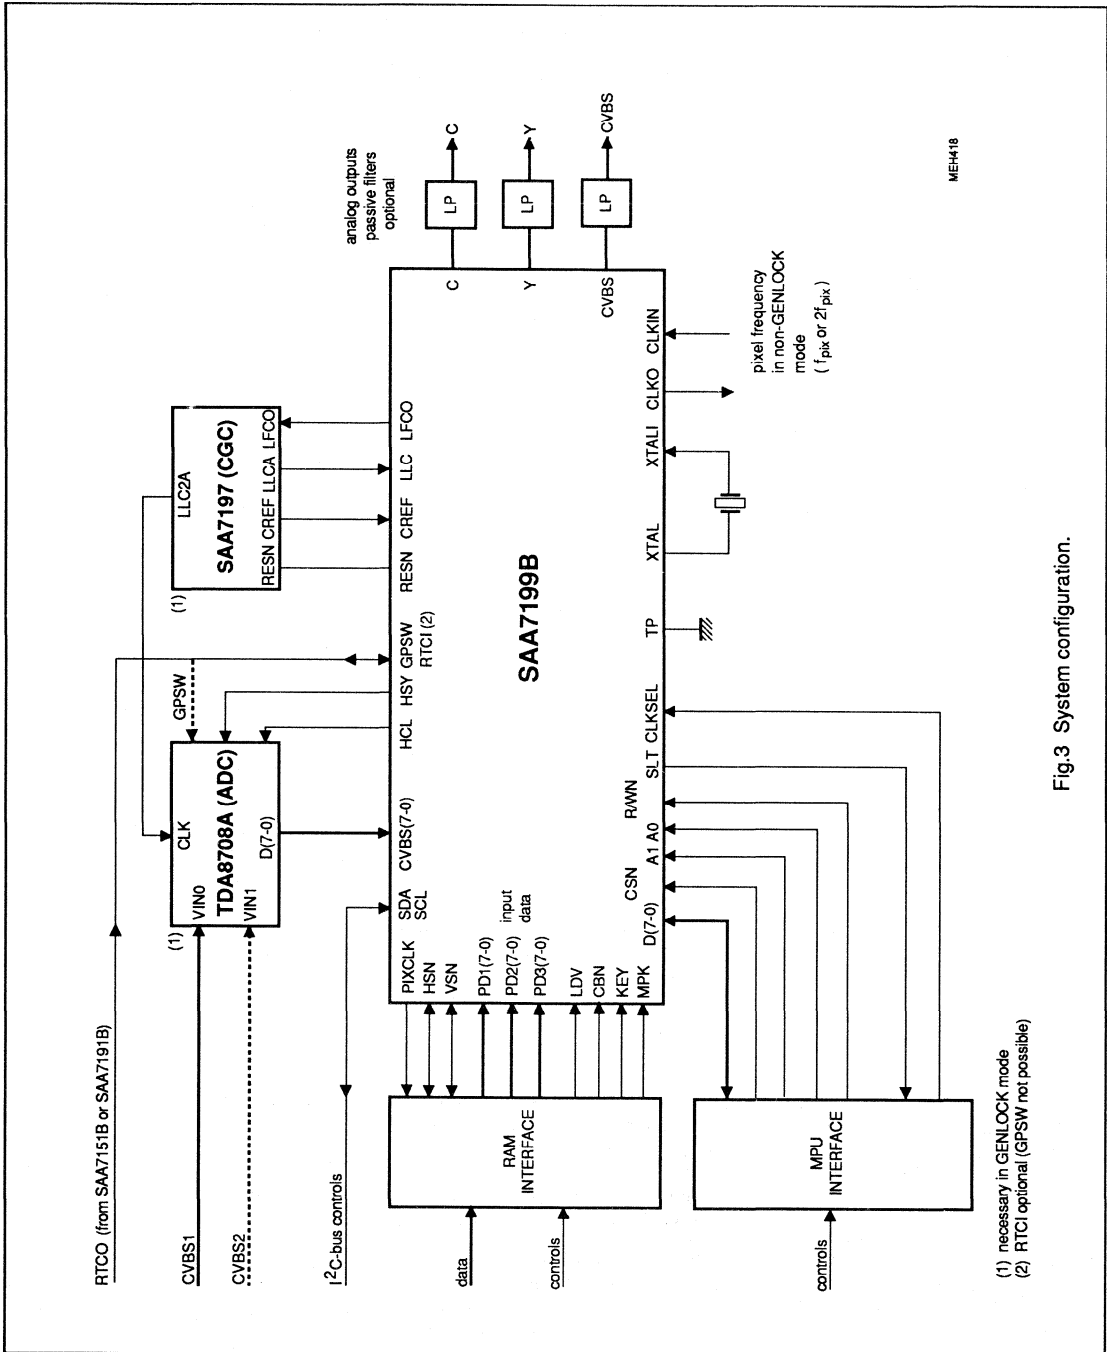 RTCO (from SAA7151B or SAA7191B)
CVBS1
CVBS2
I²C-bus controls
data
controls
controls
(1)
VIN0
VIN1
CLK
TDA8708A (ADC)
D(7-0)
GPSW
(1)
LLC2A
SAA7197 (CGC)
RESN CREF LLCA LFCO
RAM
INTERFACE
MPU
INTERFACE
SDA
SCL
CVBS(7-0)
HCL
HSY
GPSW
RTCI (2)
RESN
CREF
LLC
LFCO
PIXCLK
HSN
VSN
PD1(7-0)
PD2(7-0)
PD3(7-0)
input
data
LDV
CBN
KEY
MPK
SAA7199B
D(7-0)
CSN
A1 A0
R/WN
SLT
CLKSEL
TP
XTAL
XTALI
CLKO
CLKIN
C
Y
CVBS
analog outputs
passive filters
optional
LP
LP
LP
C
Y
CVBS
pixel frequency
in non-GENLOCK
mode
( fpix or 2fpix )
(1) necessary in GENLOCK mode
(2) RTCI optional (GPSW not possible)
MEH418
Fig.3 System configuration.